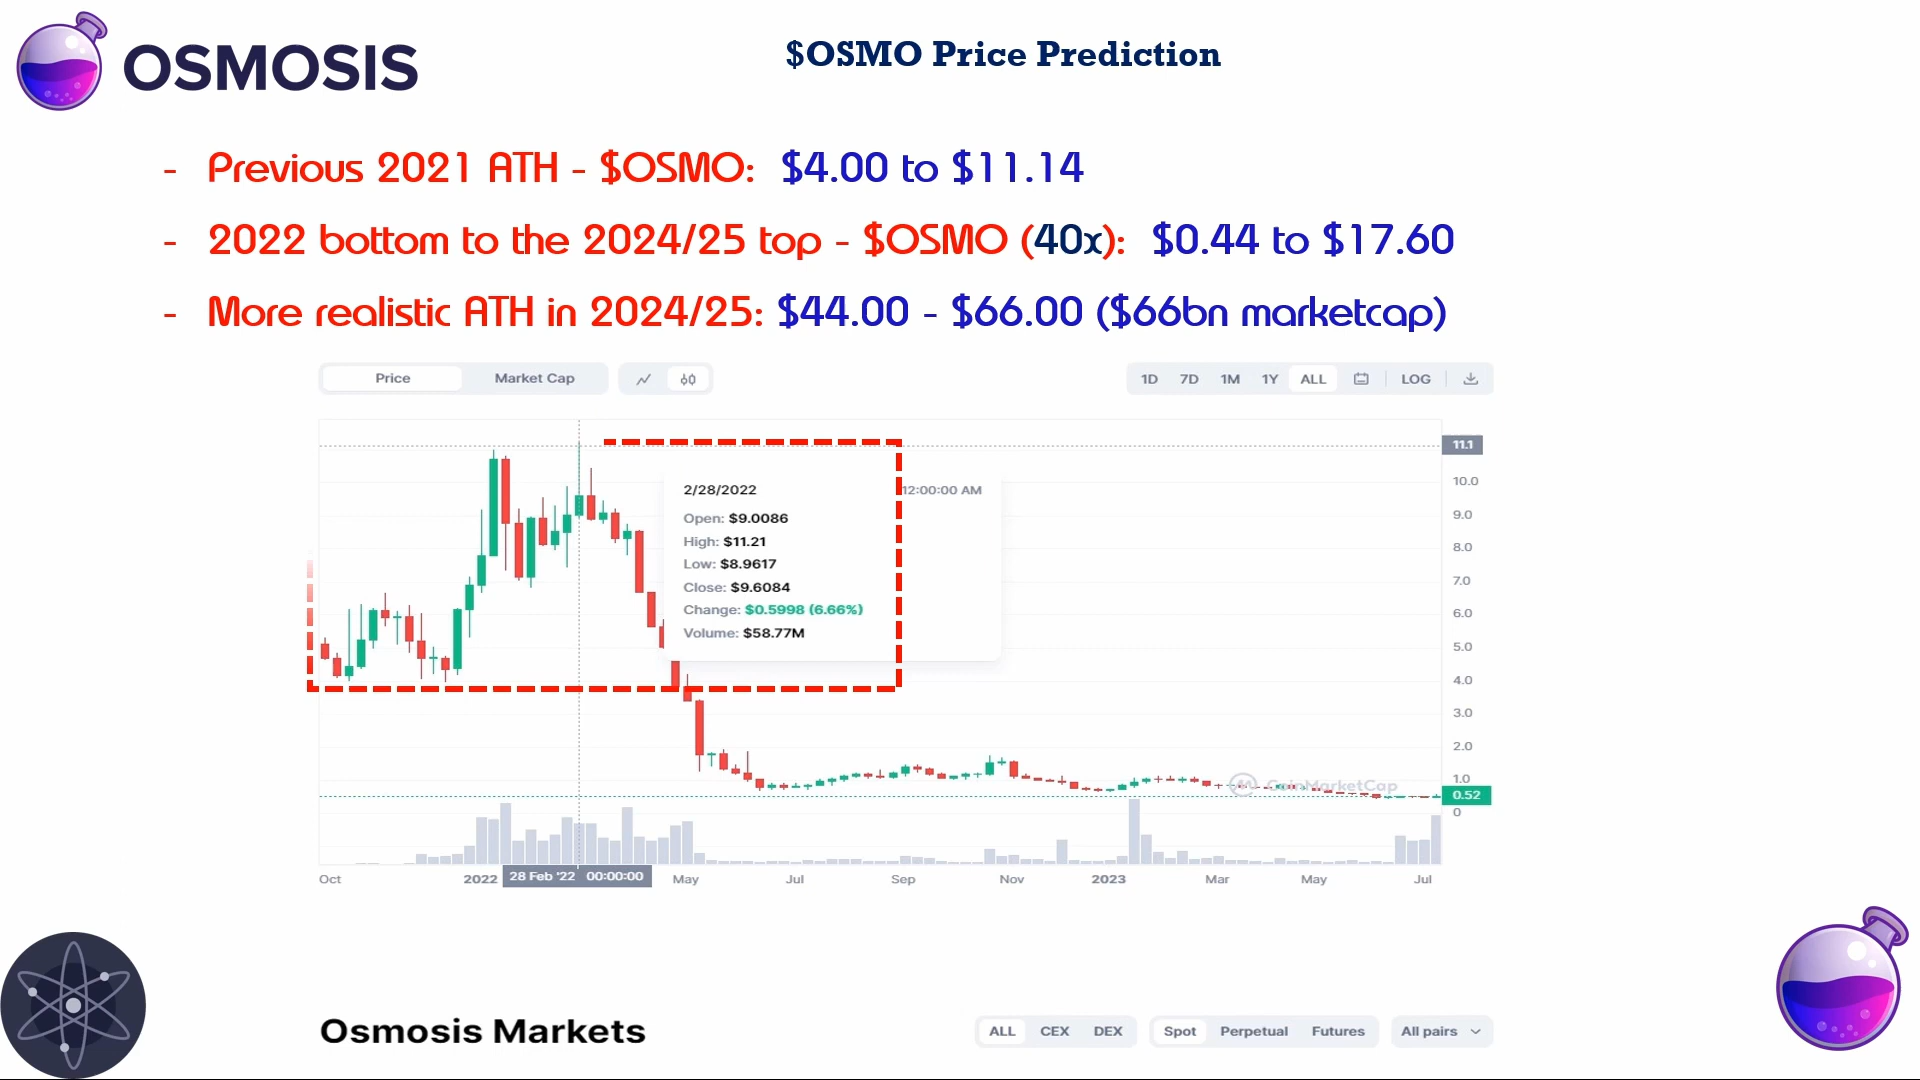 OSMOSIS
$OSMO Price Prediction
- Previous 2021 ATH - $OSMO: $4.00 to $11.14
- 2022 bottom to the 2024/25 top - $OSMO (40x): $0.44 to $17.60
- More realistic ATH in 2024/25: $44.00 - $66.00 ($66bn marketcap)
Price Market Cap
1D 7D 1M 1Y ALL LOG
11.1
10.0
9.0
8.0
7.0
6.0
5.0
4.0
3.0
2.0
1.0
0.52
0
2/28/2022 12:00:00 AM
Open: $9.0086
High: $11.21
Low: $8.9617
Close: $9.6084
Change: $0.5998 (6.66%)
Volume: $58.77M
CoinMarketCap
Oct 2022 28 Feb '22 00:00:00 May Jul Sep Nov 2023 Mar May Jul
Osmosis Markets
ALL CEX DEX Spot Perpetual Futures All pairs